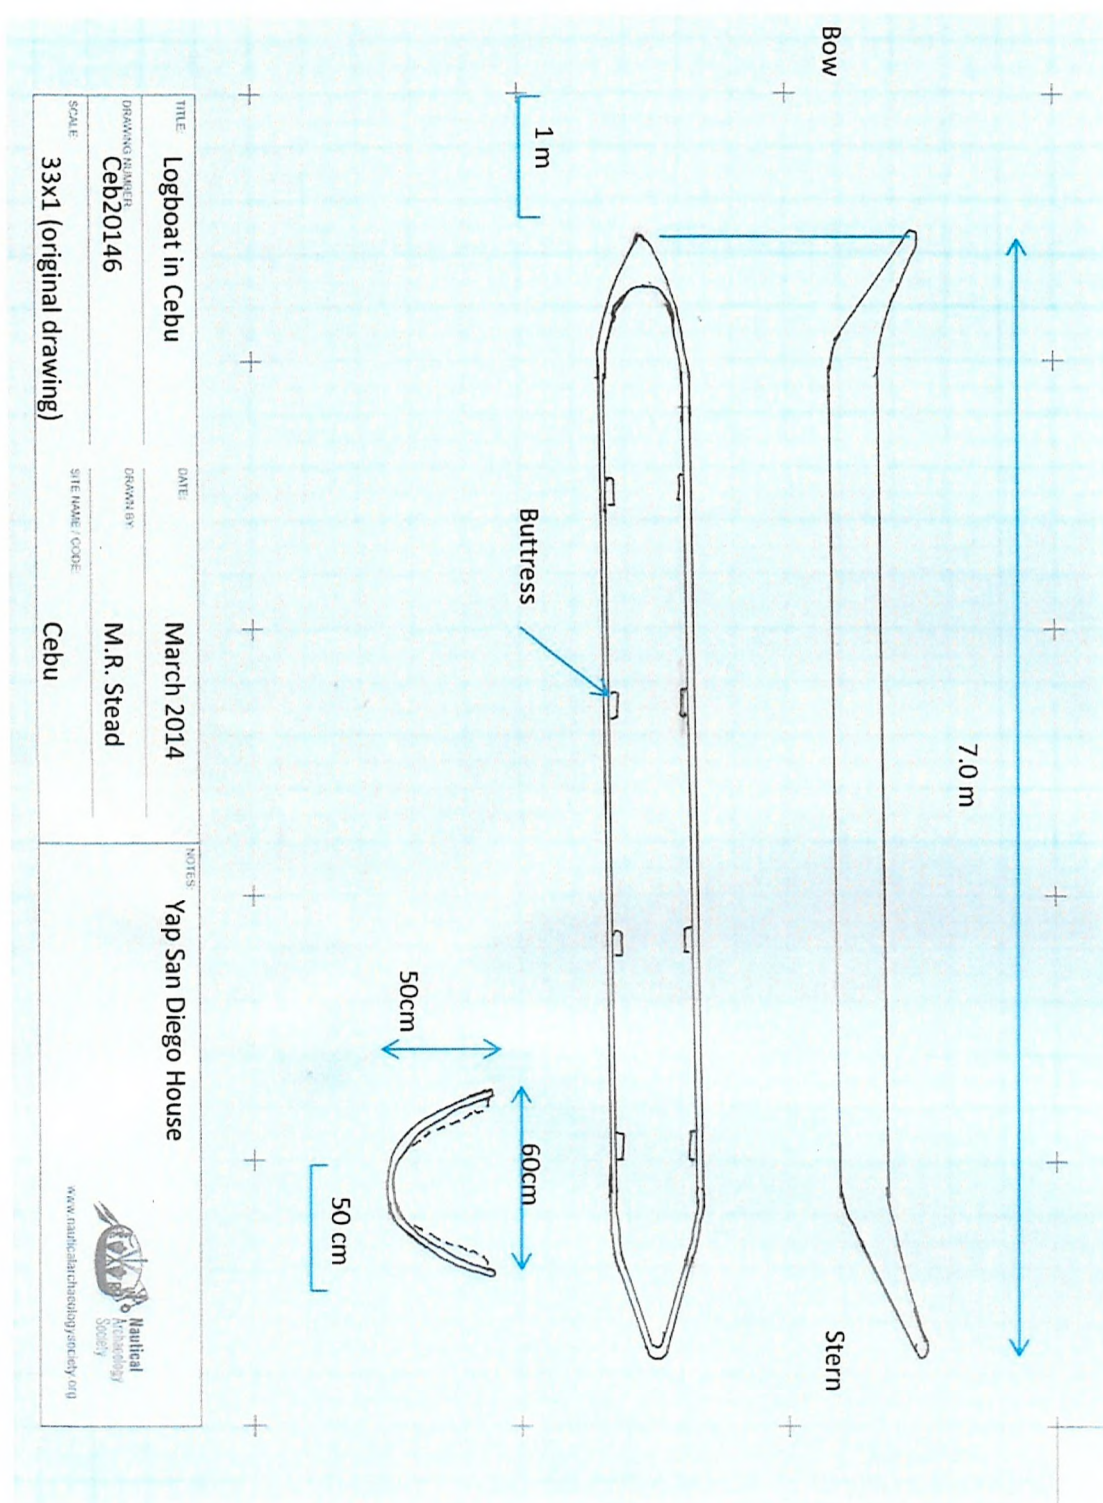 Bow
7.0 m
Stern
1 m
Buttress
60cm
50cm
50 cm
TITLE: Logboat in Cebu
DATE: March 2014
NOTES: Yap San Diego House
DRAWING NUMBER: Ceb20146
DRAWN BY: M.R. Stead
SCALE 33x1 (original drawing)
SITE NAME / CODE: Cebu
Nautical
Archaeology
Society
www.nauticalarchaeologysociety.org